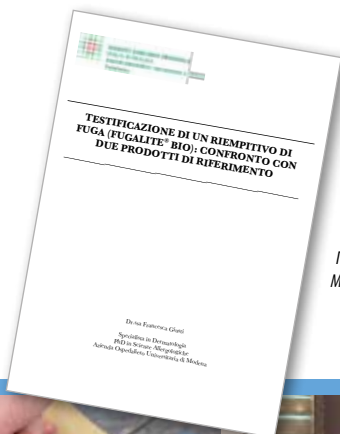 TESTIFICAZIONE DI UN RIEMPITIVO DI
FUGA (FUGALITE® BIO): CONFRONTO CON
DUE PRODOTTI DI RIFERIMENTO
Dr.ssa Francesca Giusti
Specialista in Dermatologia
PhD in Scienze Allergologiche
Azienda Ospedaliero Universitaria di Modena